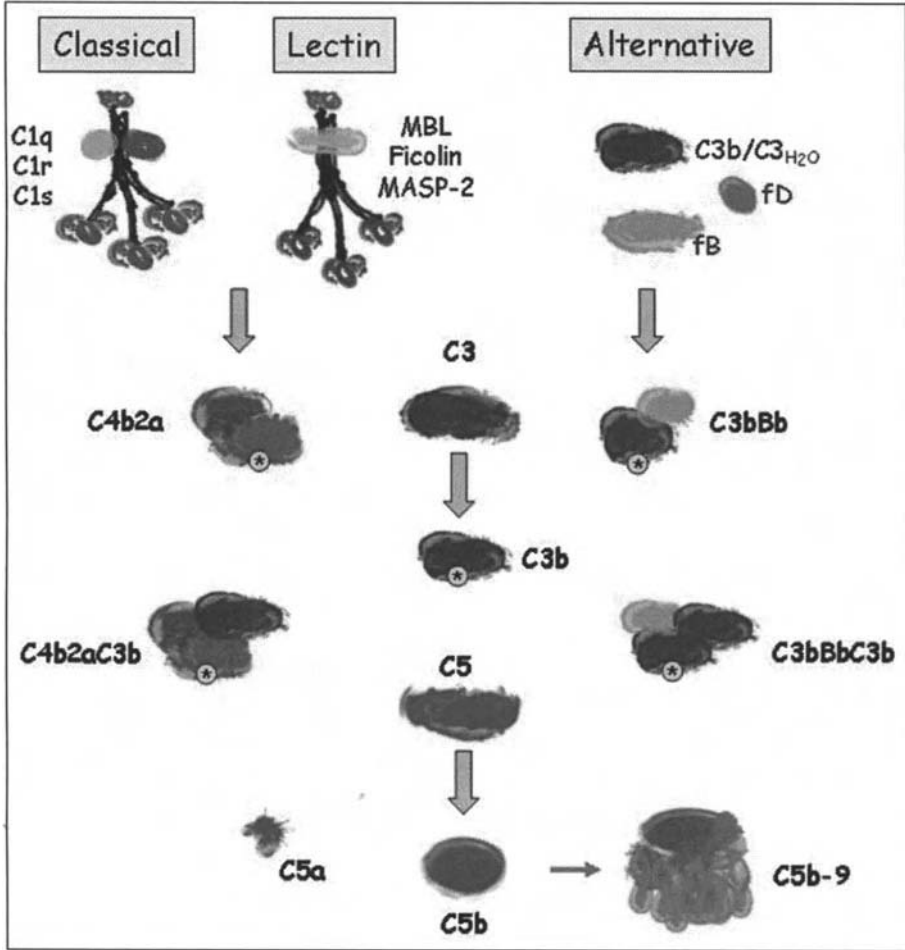 Classical
Lectin
Alternative
C1q
C1r
C1s
MBL
Ficolin
MASP-2
C3b/C3H₂O
fD
fB
C4b2a
C3
C3bBb
*
*
C3b
*
C4b2aC3b
*
C5
C3bBbC3b
*
C5a
C5b
C5b-9